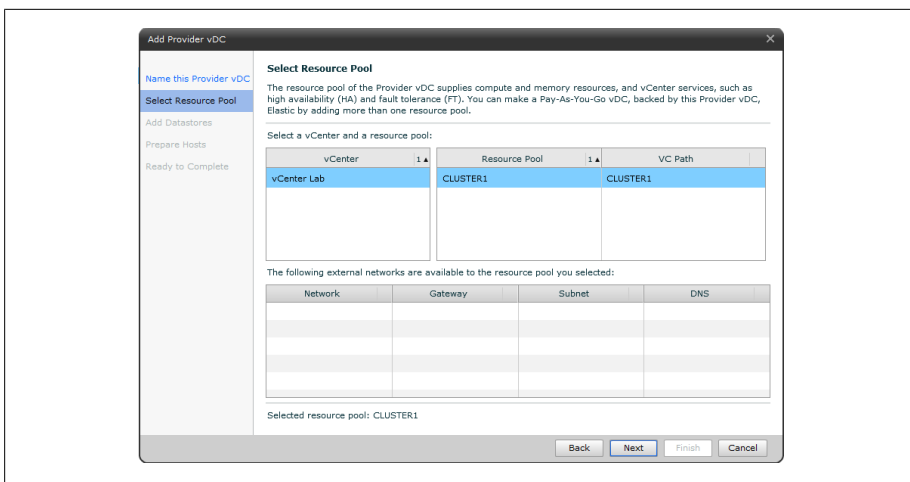 Add Provider vDC
Name this Provider vDC
Select Resource Pool
Add Datastores
Prepare Hosts
Ready to Complete
Select Resource Pool
The resource pool of the Provider vDC supplies compute and memory resources, and vCenter services, such as
high availability (HA) and fault tolerance (FT). You can make a Pay-As-You-Go vDC, backed by this Provider vDC,
Elastic by adding more than one resource pool.
Select a vCenter and a resource pool:
vCenter 1 ▲ Resource Pool 1 ▲ VC Path
vCenter Lab CLUSTER1 CLUSTER1
The following external networks are available to the resource pool you selected:
Network Gateway Subnet DNS
Selected resource pool: CLUSTER1
Back Next Finish Cancel